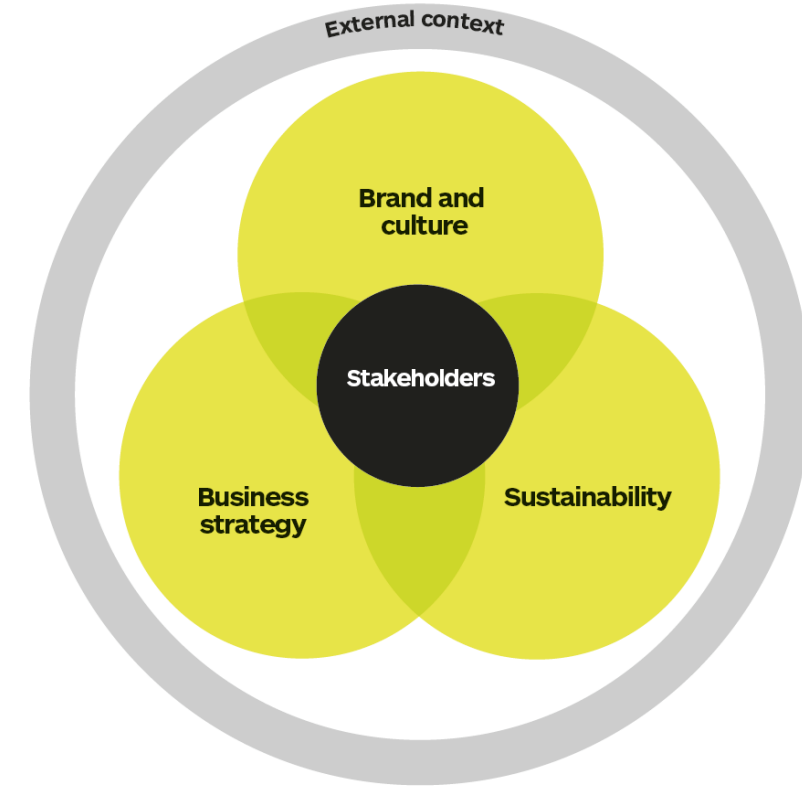 External context
Brand and
culture
Stakeholders
Business
strategy
Sustainability